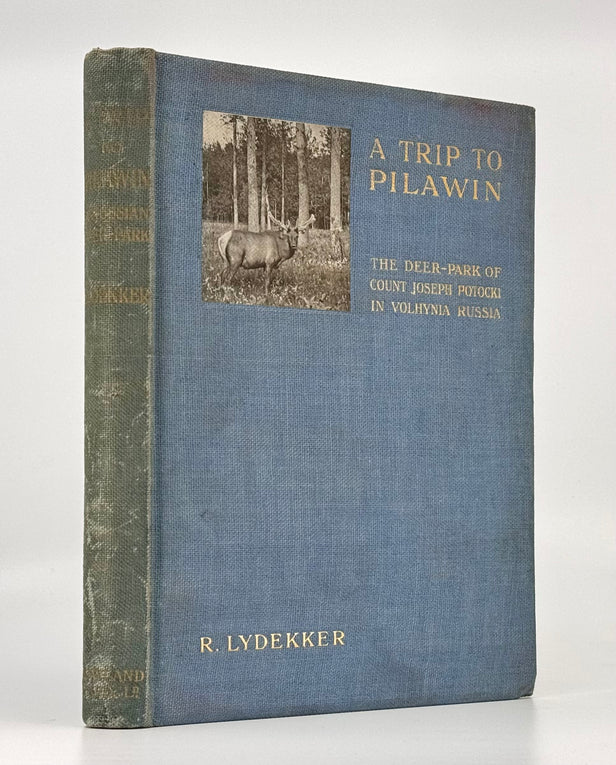 A TRIP TO
PILAWIN
THE DEER-PARK OF
COUNT JOSEPH POTOCKI
IN VOLHYNIA RUSSIA
R. LYDEKKER